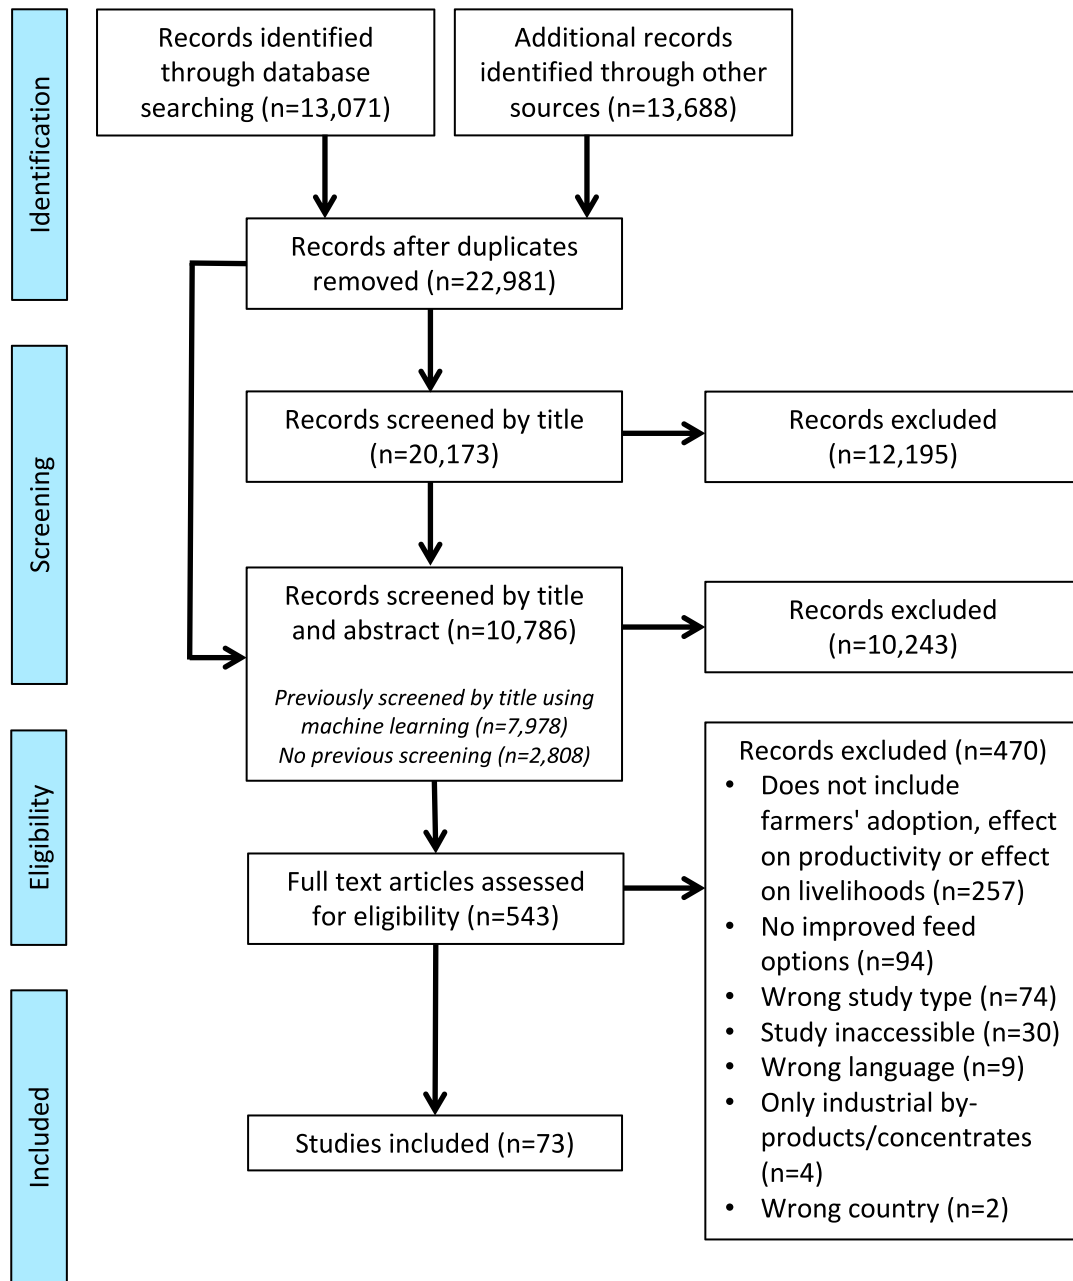 Identification
Records identified
through database
searching (n=13,071)
Additional records
identified through other
sources (n=13,688)
Records after duplicates
removed (n=22,981)
Screening
Records screened by title
(n=20,173)
Records excluded
(n=12,195)
Records screened by title
and abstract (n=10,786)
Previously screened by title using
machine learning (n=7,978)
No previous screening (n=2,808)
Records excluded
(n=10,243)
Eligibility
Full text articles assessed
for eligibility (n=543)
Records excluded (n=470)
• Does not include
farmers' adoption, effect
on productivity or effect
on livelihoods (n=257)
• No improved feed
options (n=94)
• Wrong study type (n=74)
• Study inaccessible (n=30)
• Wrong language (n=9)
• Only industrial by-
products/concentrates
(n=4)
• Wrong country (n=2)
Included
Studies included (n=73)